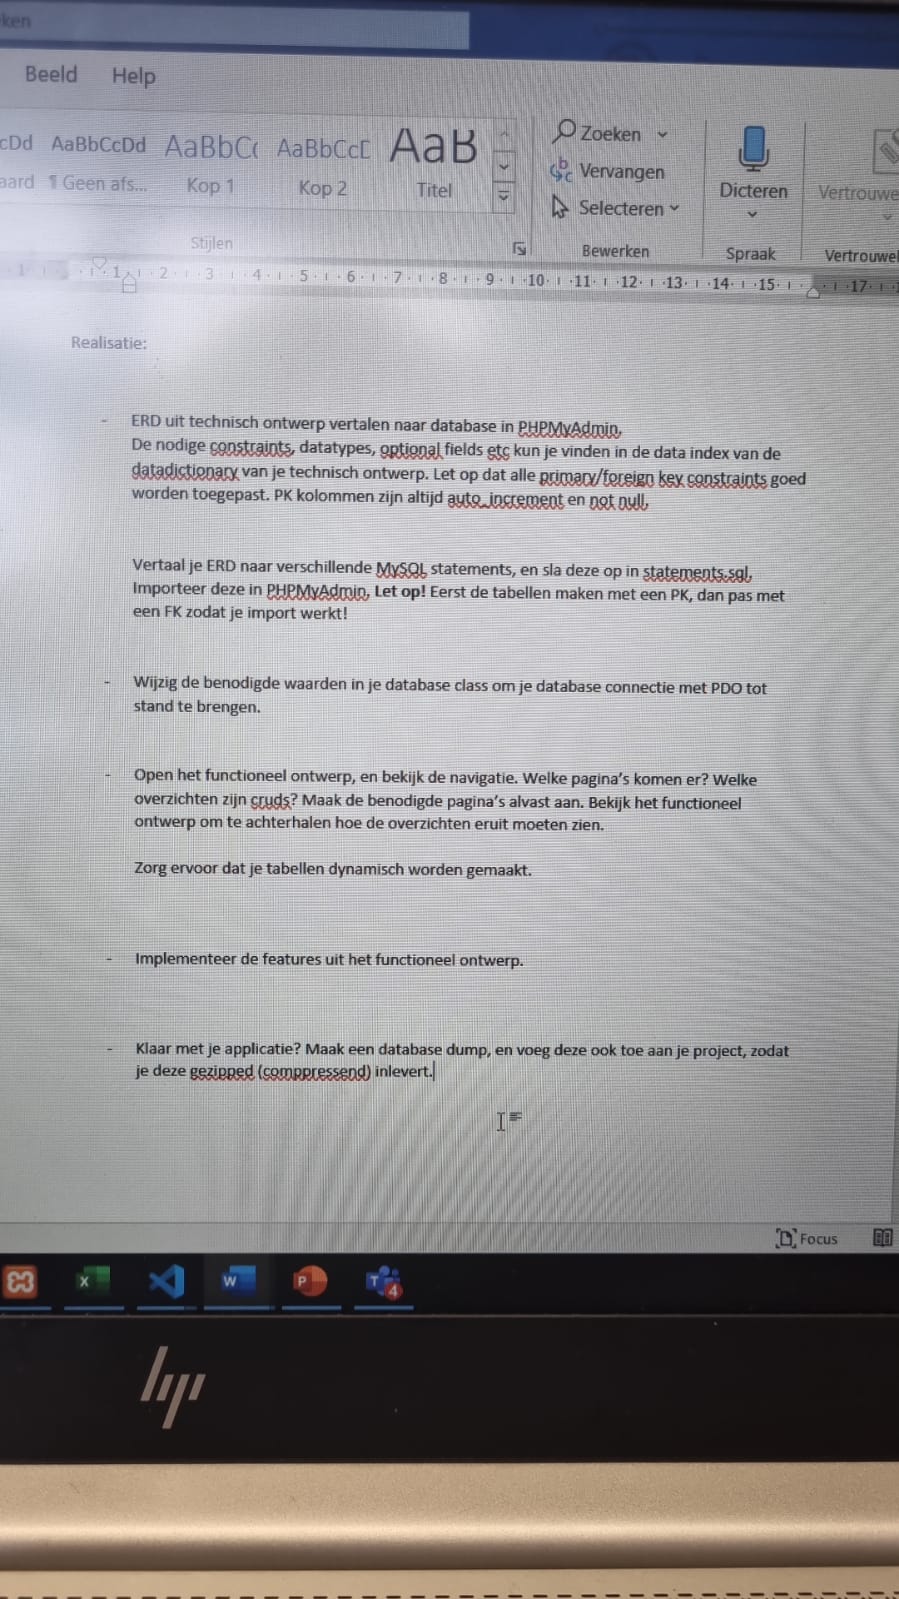 ken
Beeld Help
cDd AaBbCcDd AaBbC AaBbCcD AaB
aard ¶ Geen afs... Kop 1 Kop 2 Titel
Stijlen
Zoeken
Vervangen
Selecteren
Bewerken
Dicteren
Spraak
Vertrouwe
Vertrouwel
1 1 2 3 4 5 6 7 8 9 10 11 12 13 14 15 17
Realisatie:
- ERD uit technisch ontwerp vertalen naar database in PHPMyAdmin.
De nodige constraints, datatypes, optional fields etc kun je vinden in de data index van de
datadictionary van je technisch ontwerp. Let op dat alle primary/foreign key constraints goed
worden toegepast. PK kolommen zijn altijd auto_increment en not null.
Vertaal je ERD naar verschillende MySQL statements, en sla deze op in statements.sql.
Importeer deze in PHPMyAdmin. Let op! Eerst de tabellen maken met een PK, dan pas met
een FK zodat je import werkt!
- Wijzig de benodigde waarden in je database class om je database connectie met PDO tot
stand te brengen.
- Open het functioneel ontwerp, en bekijk de navigatie. Welke pagina's komen er? Welke
overzichten zijn cruds? Maak de benodigde pagina's alvast aan. Bekijk het functioneel
ontwerp om te achterhalen hoe de overzichten eruit moeten zien.
Zorg ervoor dat je tabellen dynamisch worden gemaakt.
- Implementeer de features uit het functioneel ontwerp.
- Klaar met je applicatie? Maak een database dump, en voeg deze ook toe aan je project, zodat
je deze gezipped (comppressend) inlevert.
Focus
X W P T 4
hp